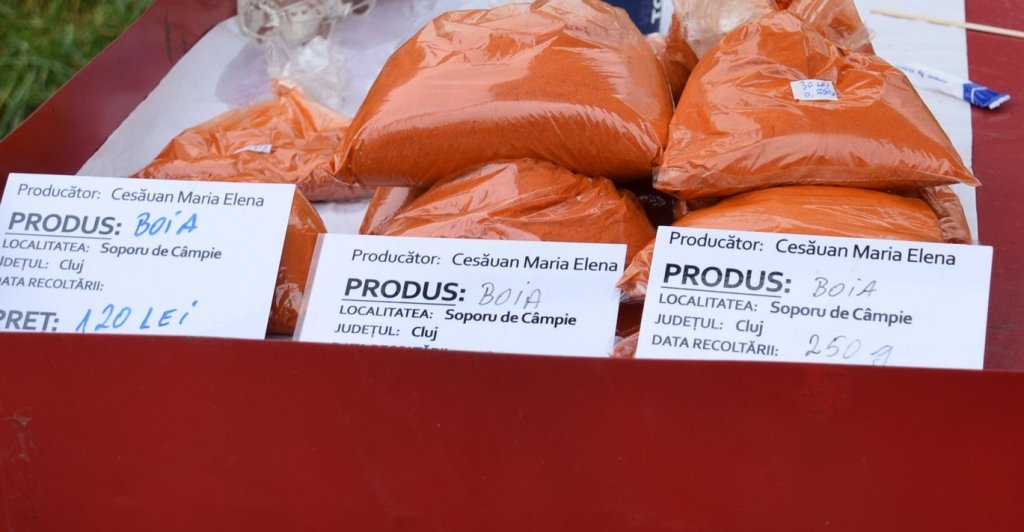 30 LEI
Producător: Cesăuan Maria Elena
PRODUS: BOIA
LOCALITATEA: Soporu de Câmpie
JUDEȚUL: Cluj
DATA RECOLTĂRII:
PREȚ: 120 LEI
Producător: Cesăuan Maria Elena
PRODUS: BOIA
LOCALITATEA: Soporu de Câmpie
JUDEȚUL: Cluj
Producător: Cesăuan Maria Elena
PRODUS: BOIA
LOCALITATEA: Soporu de Câmpie
JUDEȚUL: Cluj
DATA RECOLTĂRII: 250 g